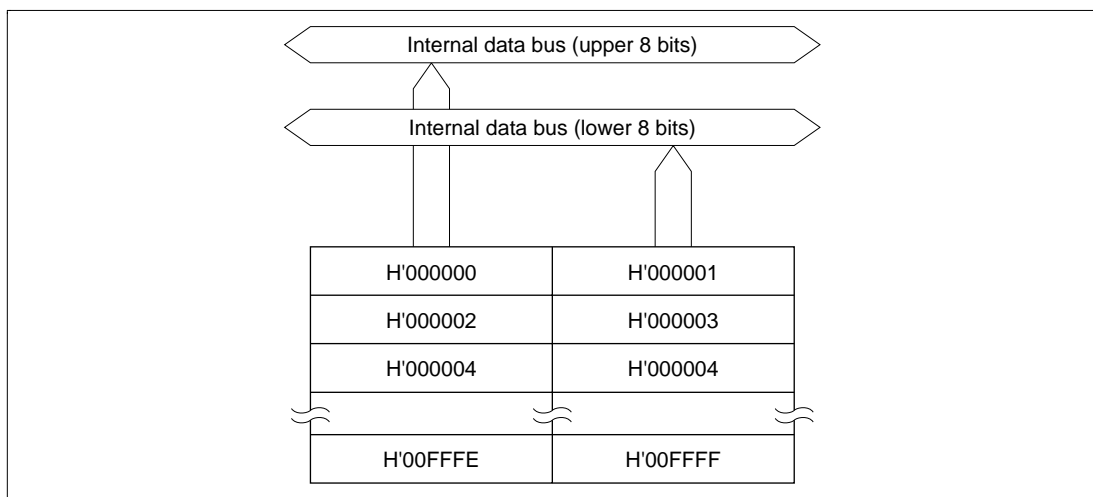 Internal data bus (upper 8 bits)
Internal data bus (lower 8 bits)
H'000000 H'000001
H'000002 H'000003
H'000004 H'000004
H'00FFFE H'00FFFF